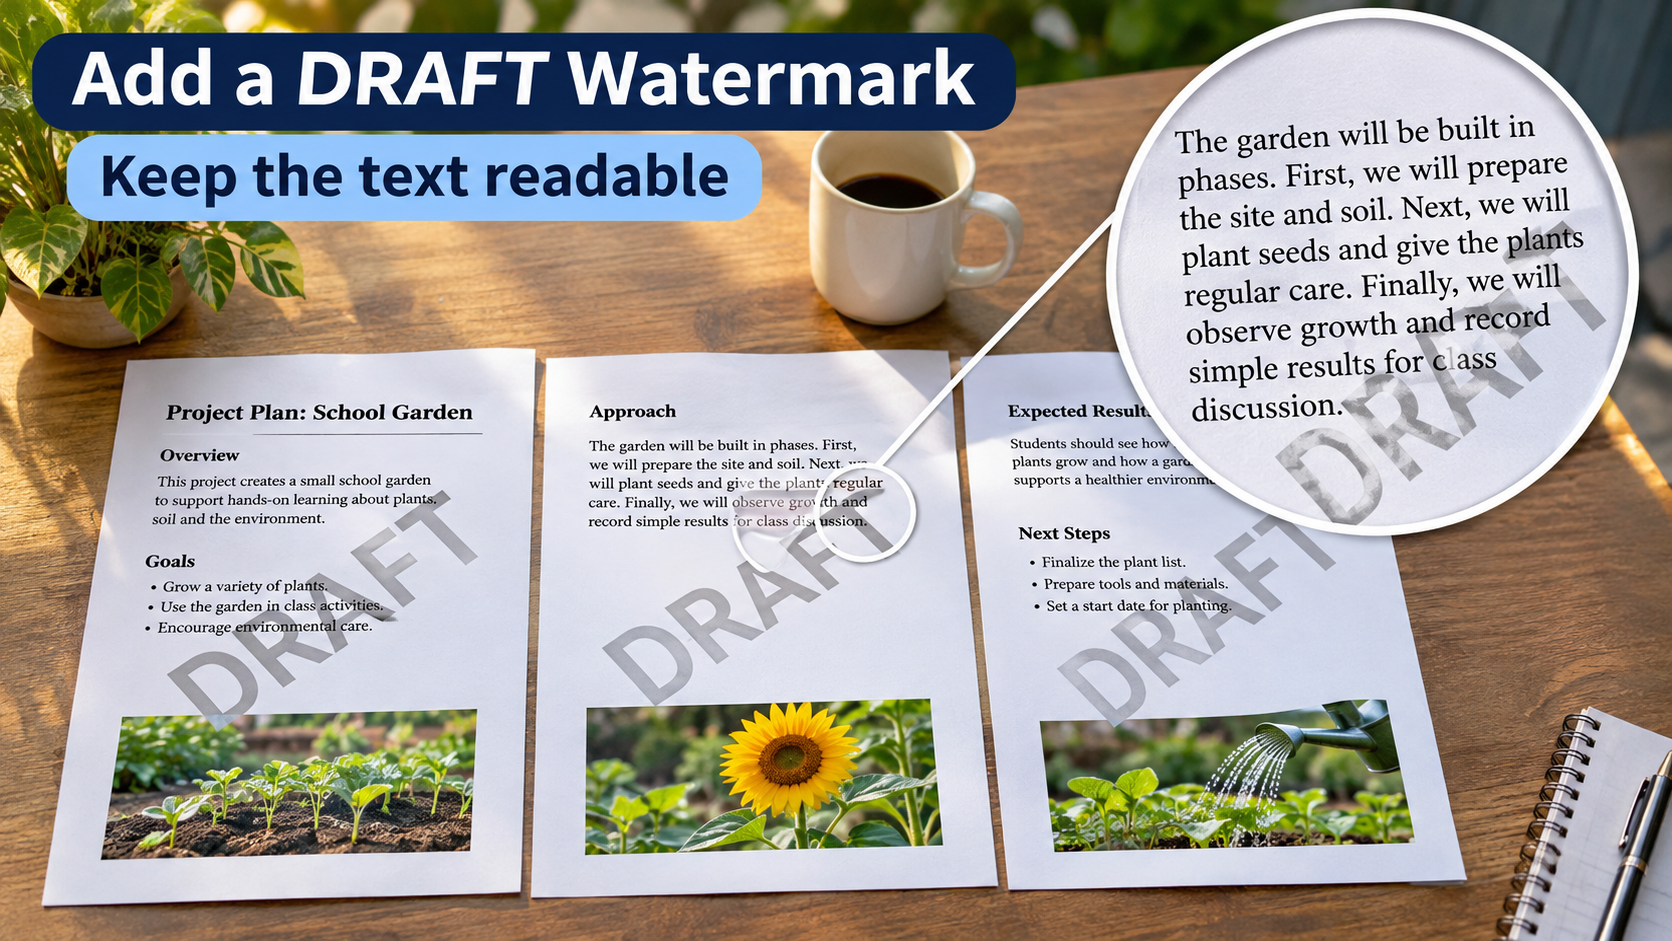 Add a DRAFT Watermark
Keep the text readable
The garden will be built in
phases. First, we will prepare
the site and soil. Next, we will
plant seeds and give the plants
regular care. Finally, we will
observe growth and record
simple results for class
discussion.
DRAFT
Project Plan: School Garden
Overview
This project creates a small school garden
to support hands-on learning about plants,
soil and the environment.
Goals
• Grow a variety of plants.
• Use the garden in class activities.
• Encourage environmental care.
DRAFT
Approach
The garden will be built in phases. First,
we will prepare the site and soil. Next, we
will plant seeds and give the plants regular
care. Finally, we will observe growth and
record simple results for class discussion.
DRAFT
Expected Results
Students should see how
plants grow and how a
supports a healthier
Next Steps
• Finalize the plant list.
• Prepare tools and materials.
• Set a start date for planting.
DRAFT